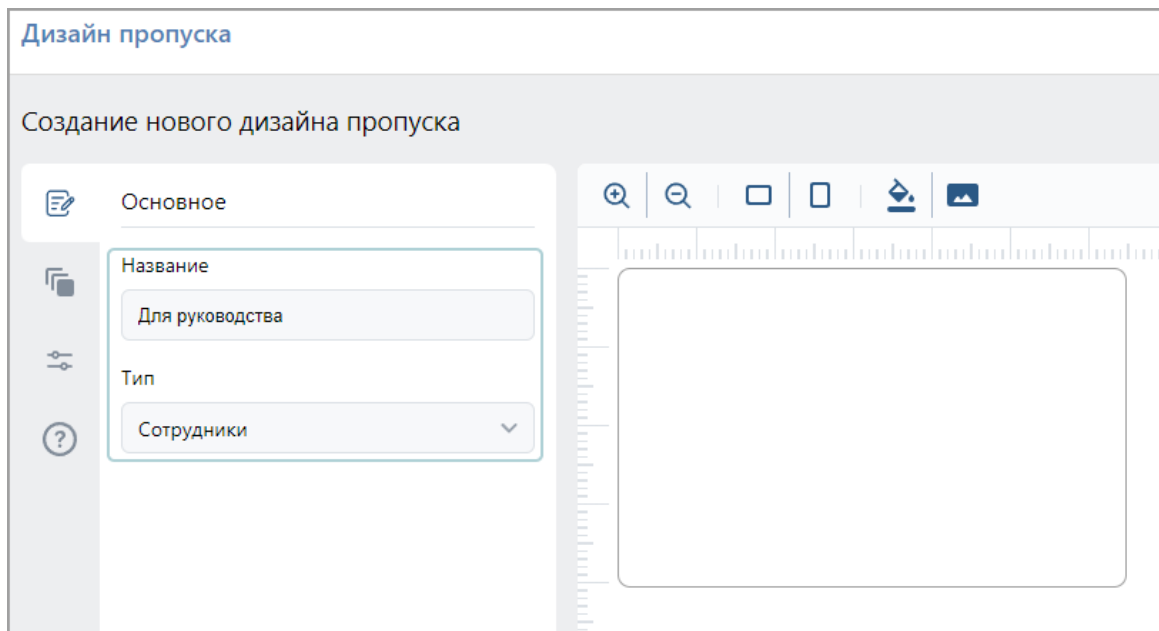 Дизайн пропуска
Создание нового дизайна пропуска
Основное
Название
Для руководства
Тип
Сотрудники
?